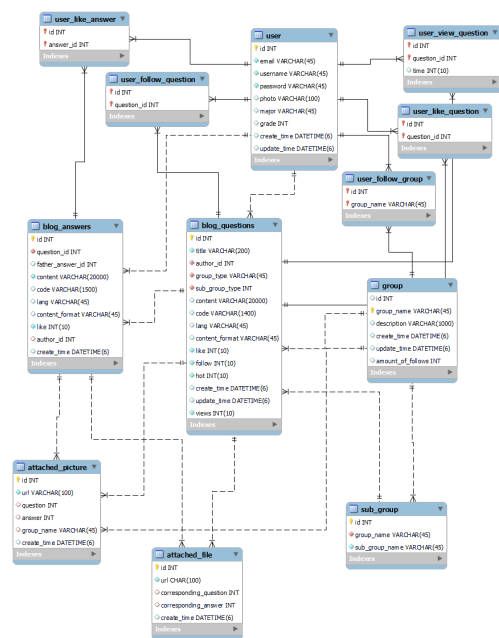 user_like_answer
id INT
answer_id INT
Indexes
user_follow_question
id INT
question_id INT
Indexes
user
id INT
email VARCHAR(45)
username VARCHAR(45)
password VARCHAR(45)
photo VARCHAR(100)
major VARCHAR(45)
grade INT
create_time DATETIME(6)
update_time DATETIME(6)
Indexes
user_view_question
id INT
question_id INT
time INT(10)
Indexes
user_like_question
id INT
question_id INT
Indexes
user_follow_group
id INT
group_name VARCHAR(45)
Indexes
blog_answers
id INT
question_id INT
father_answer_id INT
content VARCHAR(20000)
code VARCHAR(1500)
lang VARCHAR(45)
content_format VARCHAR(45)
like INT(10)
author_id INT
create_time DATETIME(6)
Indexes
blog_questions
id INT
title VARCHAR(200)
author_id INT
group_type VARCHAR(45)
sub_group_type INT
content VARCHAR(20000)
code VARCHAR(1400)
lang VARCHAR(45)
content_format VARCHAR(45)
like INT(10)
follow INT(10)
hot INT(10)
create_time DATETIME(6)
update_time DATETIME(6)
views INT(10)
Indexes
group
id INT
group_name VARCHAR(45)
description VARCHAR(1000)
create_time DATETIME(6)
update_time DATETIME(6)
amount_of_follows INT
Indexes
attached_picture
id INT
url VARCHAR(100)
question INT
answer INT
group_name VARCHAR(45)
create_time DATETIME(6)
Indexes
attached_file
id INT
url CHAR(100)
corresponding_question INT
corresponding_answer INT
create_time DATETIME(6)
Indexes
sub_group
id INT
group_name VARCHAR(45)
sub_group_name VARCHAR(45)
Indexes